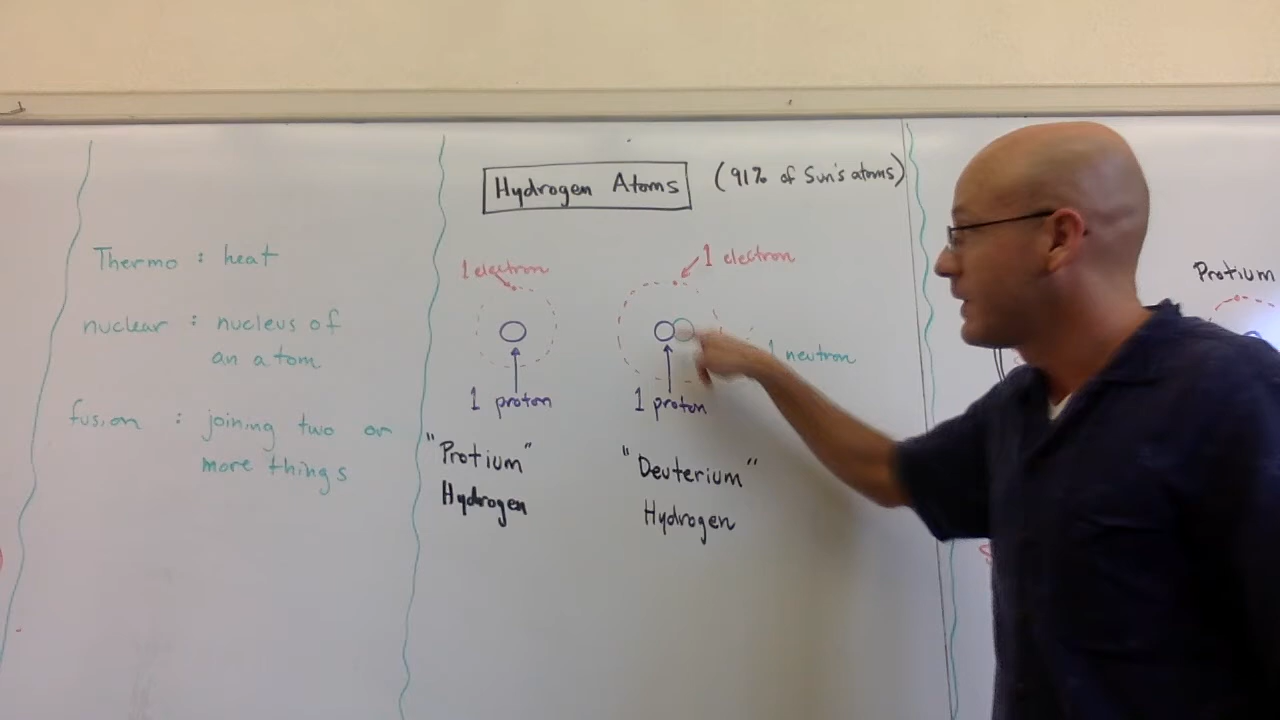 Thermo : heat
nuclear : nucleus of
an atom
fusion : joining two or
more things
Hydrogen Atoms (91% of Sun's atoms)
1 electron
1 proton
"Protium"
Hydrogen
1 electron
1 neutron
1 proton
"Deuterium"
Hydrogen
Protium